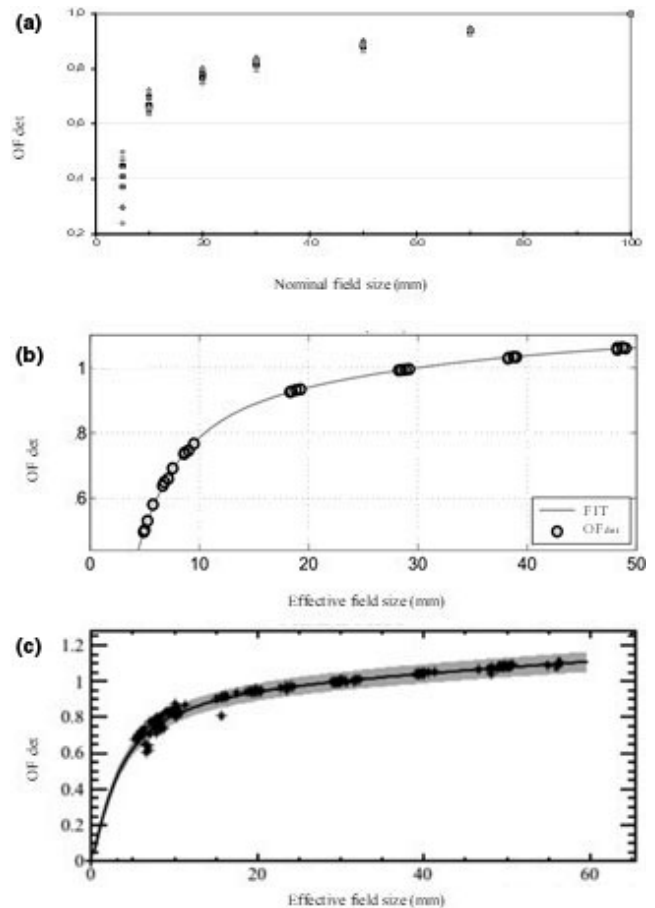 (a)
1,0
0,8
0,6
0,4
0,2
OF det
0 20 40 60 80 100
Nominal field size (mm)
(b)
1
.8
.6
OF det
FIT
OFdet
0 10 20 30 40 50
Effective field size (mm)
(c)
1.2
1
0.8
0.6
0.4
0.2
0
OF det
0 20 40 60
Effective field size (mm)